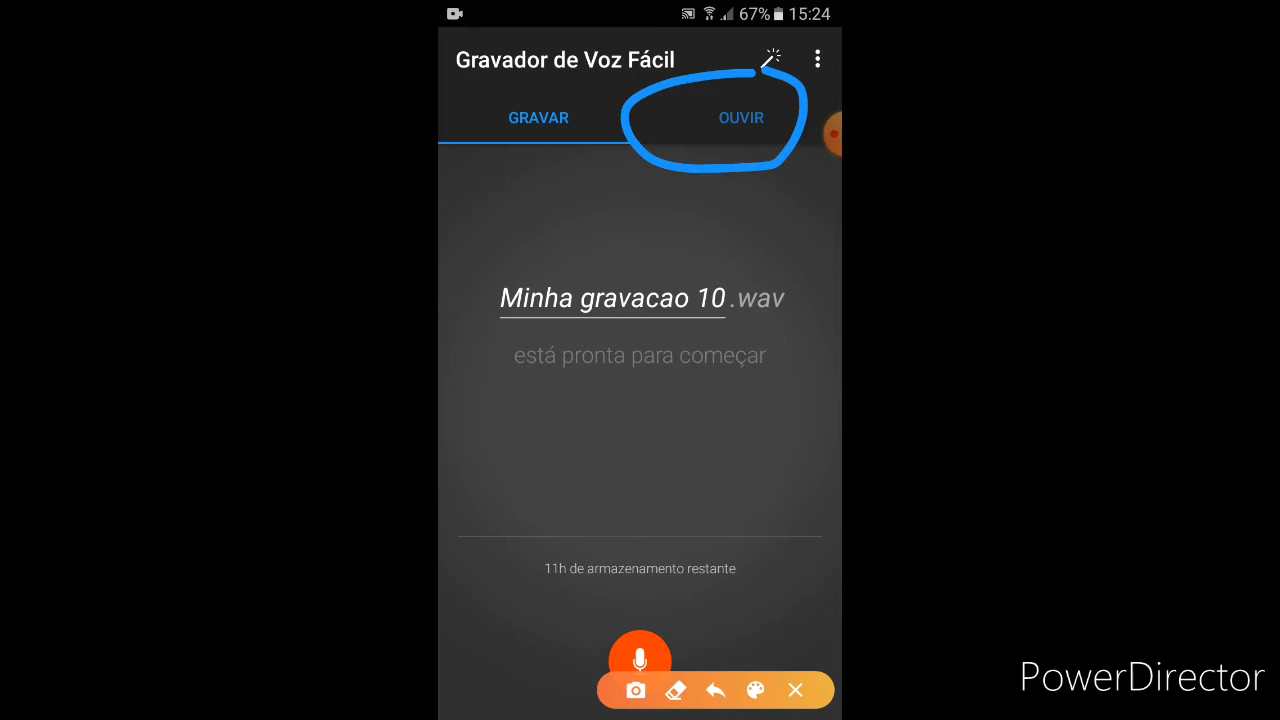 67% 15:24
Gravador de Voz Fácil
GRAVAR OUVIR
Minha gravacao 10 .wav
está pronta para começar
11h de armazenamento restante
PowerDirector